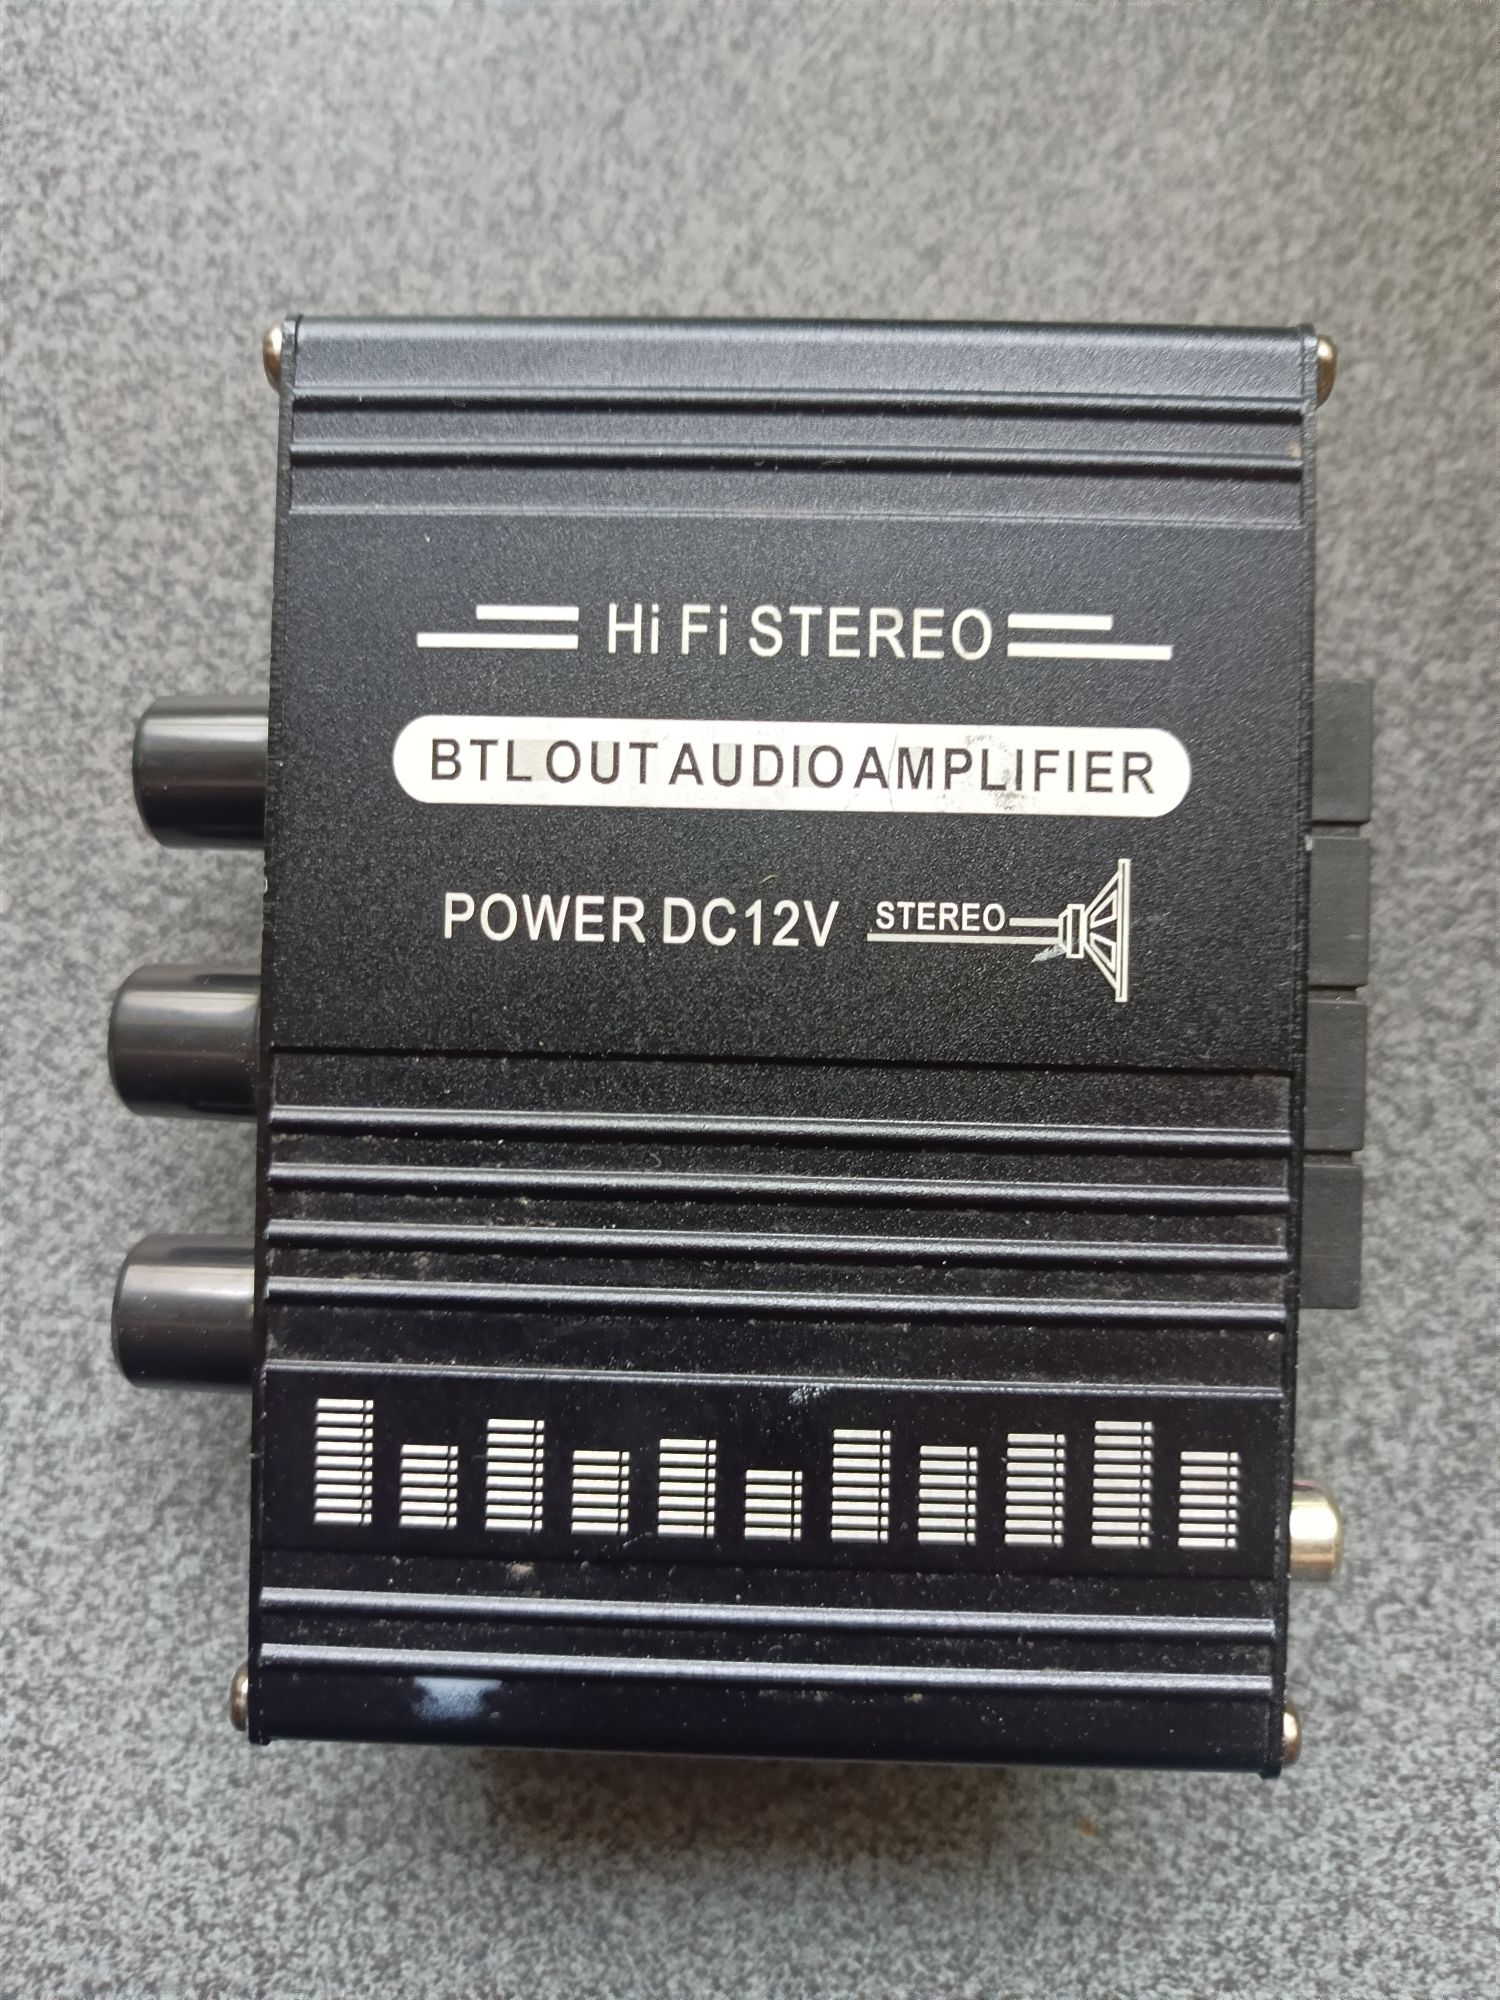 Hi Fi STEREO
BTL OUT AUDIO AMPLIFIER
POWER DC12V STEREO